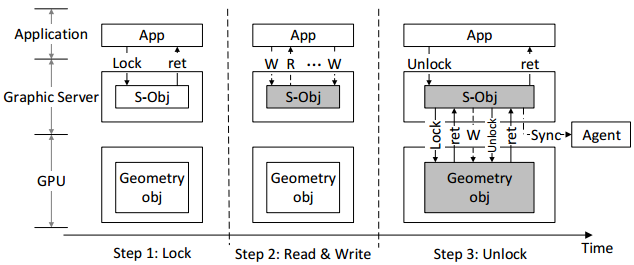 Application
App
App
App
Lock
ret
W
R
...
W
Unlock
ret
Graphic Server
S-Obj
S-Obj
S-Obj
Lock
ret
W
Unlock
ret
Sync
Agent
GPU
Geometry
obj
Geometry
obj
Geometry
obj
Time
Step 1: Lock
Step 2: Read & Write
Step 3: Unlock